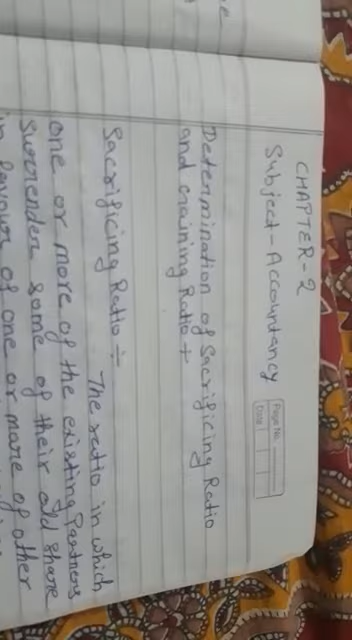 e
CHAPTER-2
Subject-Accountancy
Page No.
Date
Determination of Sacrificing Ratio
and Gaining Ratio ÷
Sacrificing Ratio ÷ The ratio in which
one or more of the existing Partners
Surrender some of their old share
in favour of one or more of other